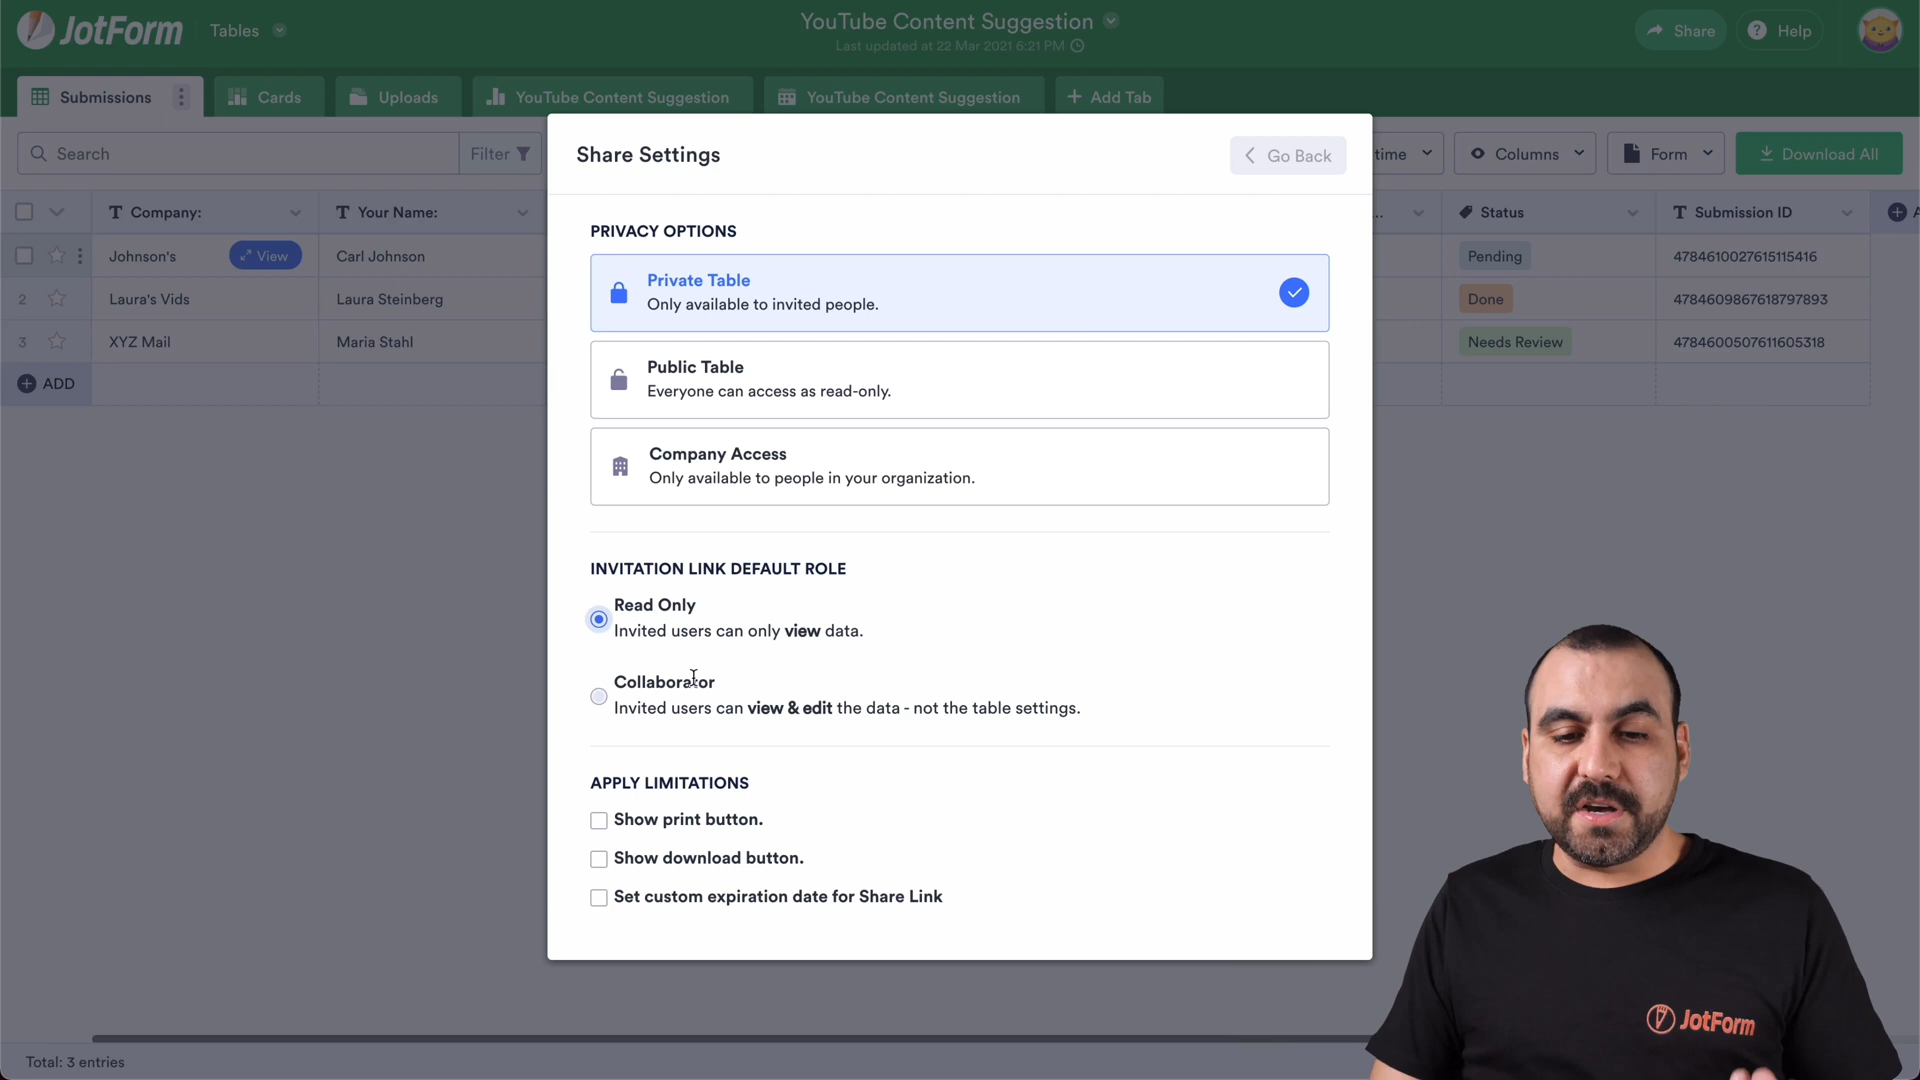 JotForm
Tables
YouTube Content Suggestion
Last updated at 22 Mar 2021 6:21 PM
Share
Help
Submissions
Cards
Uploads
YouTube Content Suggestion
YouTube Content Suggestion
Add Tab
Search
Filter
time
Columns
Form
Download All
Company:
Your Name:
...
Status
Submission ID
A
Johnson's
View
Carl Johnson
Pending
4784610027615115416
2
Laura's Vids
Laura Steinberg
Done
4784609867618797893
3
XYZ Mail
Maria Stahl
Needs Review
4784600507611605318
ADD
Share Settings
Go Back
PRIVACY OPTIONS
Private Table
Only available to invited people.
Public Table
Everyone can access as read-only.
Company Access
Only available to people in your organization.
INVITATION LINK DEFAULT ROLE
Read Only
Invited users can only view data.
Collaborator
Invited users can view & edit the data - not the table settings.
APPLY LIMITATIONS
Show print button.
Show download button.
Set custom expiration date for Share Link
JotForm
Total: 3 entries